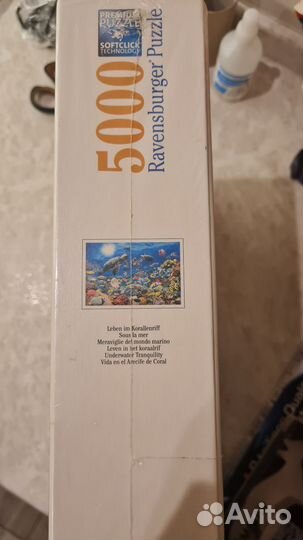 PREMIUM
PUZZLE
SOFTCLICK
TECHNOLOGY
5000
Ravensburger Puzzle
Leben im Korallenriff
Sous la mer
Meraviglie del mondo marino
Leven in het koraalrif
Underwater Tranquility
Vida en el Arecife de Coral
Avito